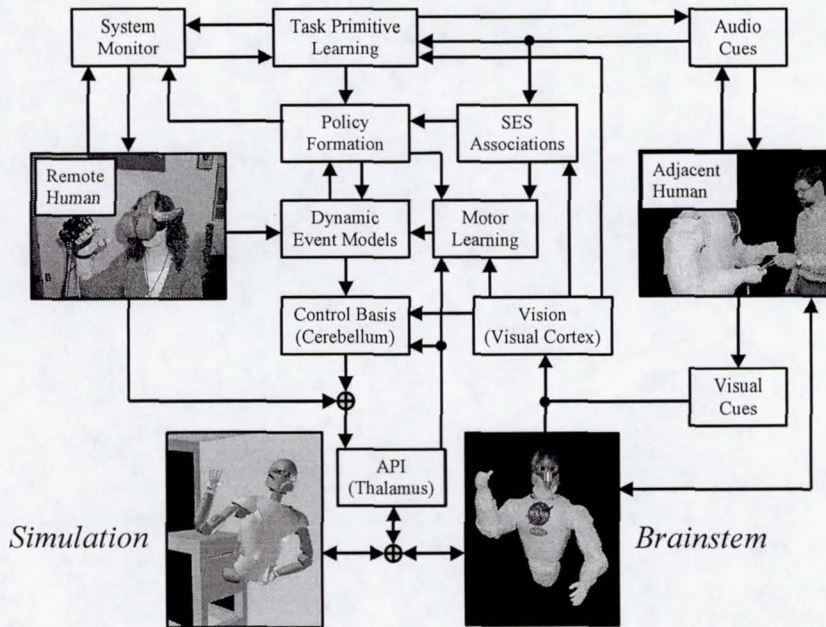 System
Monitor
Task Primitive
Learning
Audio
Cues
Policy
Formation
SES
Associations
Remote
Human
Adjacent
Human
Dynamic
Event Models
Motor
Learning
Control Basis
(Cerebellum)
Vision
(Visual Cortex)
Visual
Cues
API
(Thalamus)
Simulation
Brainstem